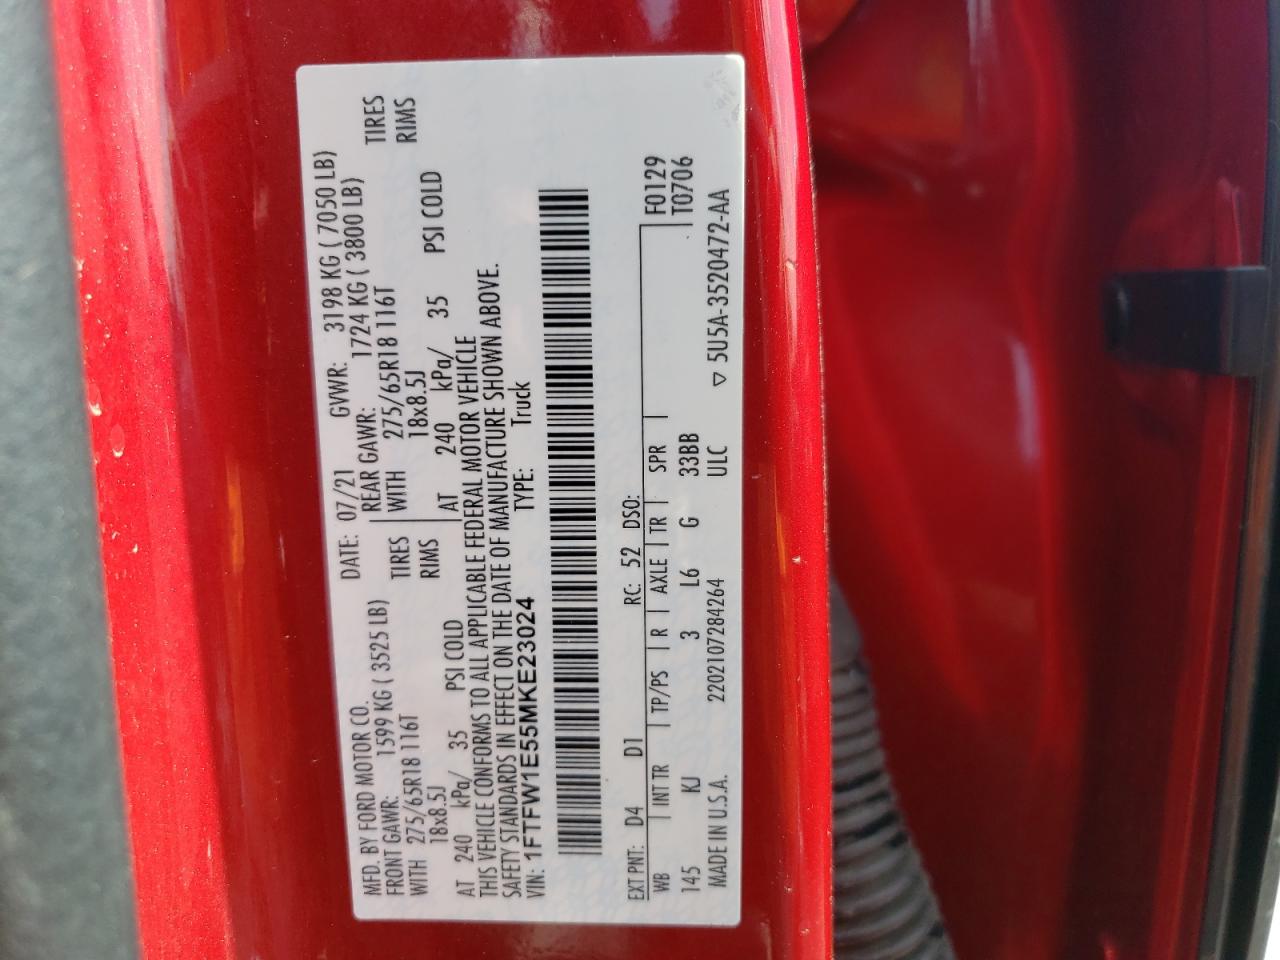 MFD. BY FORD MOTOR CO.
DATE: 07/21 GVWR: 3198 KG ( 7050 LB)
FRONT GAWR: 1599 KG ( 3525 LB) REAR GAWR: 1724 KG ( 3800 LB)
WITH 275/65R18 116T TIRES WITH 275/65R18 116T TIRES
18x8.5J RIMS 18x8.5J RIMS
AT 240 kPa/ 35 PSI COLD AT 240 kPa/ 35 PSI COLD
THIS VEHICLE CONFORMS TO ALL APPLICABLE FEDERAL MOTOR VEHICLE
SAFETY STANDARDS IN EFFECT ON THE DATE OF MANUFACTURE SHOWN ABOVE.
VIN: 1FTFW1E55MKE23024 TYPE: Truck
EXT PNT: D4 D1 RC: 52 DSO: F0129
WB INT TR TP/PS R AXLE TR SPR T0706
145 KJ 3 L6 G 33BB
MADE IN U.S.A. 2202107284264 ULC ▽ 5U5A-3520472-AA